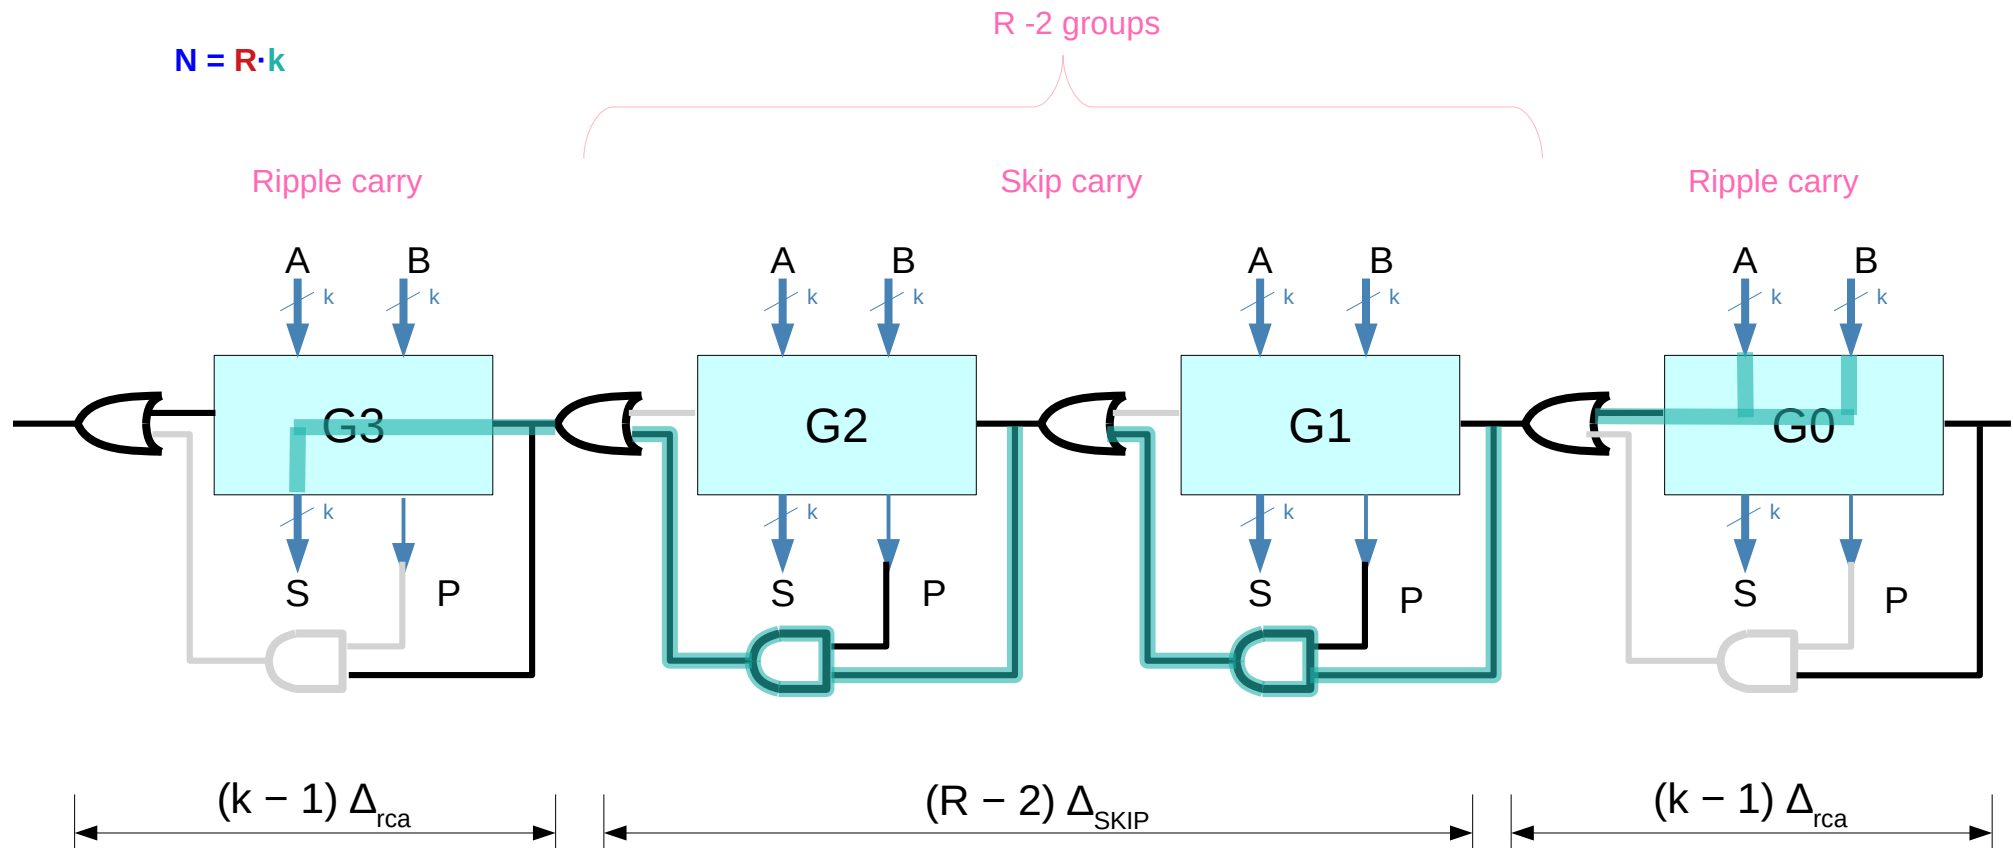 R -2 groups
N = R·k
Ripple carry
Skip carry
Ripple carry
A B A B A B A B
k k k k k k k k
G3 G2 G1 G0
k k k k
S P S P S P S P
(k − 1) Δrca
(R − 2) ΔSKIP
(k − 1) Δrca